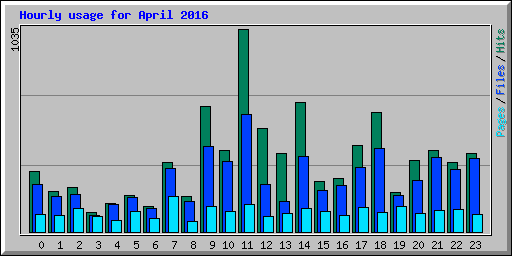 Hourly usage for April 2016
1035
Pages / Files / Hits
0 1 2 3 4 5 6 7 8 9 10 11 12 13 14 15 16 17 18 19 20 21 22 23